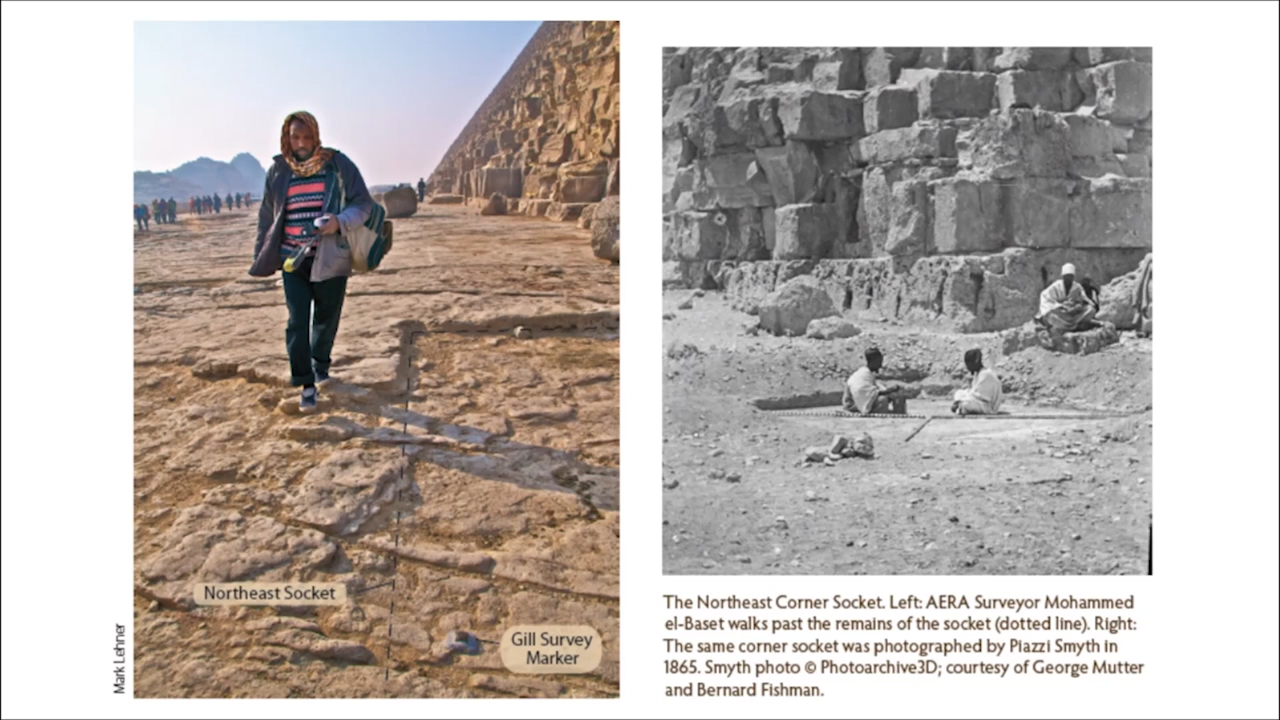 Northeast Socket
Gill Survey
Marker
Mark Lehner
The Northeast Corner Socket. Left: AERA Surveyor Mohammed
el-Baset walks past the remains of the socket (dotted line). Right:
The same corner socket was photographed by Piazzi Smyth in
1865. Smyth photo © Photoarchive3D; courtesy of George Mutter
and Bernard Fishman.